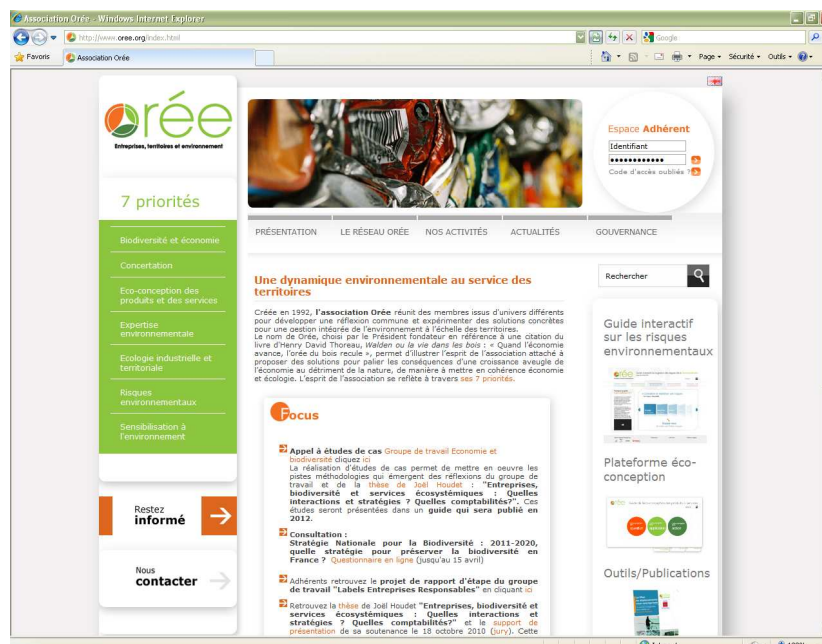 Association Orée - Windows Internet Explorer
http://www.oree.org/index.html
Google
Favoris
Association Orée
Page
Sécurité
Outils
orée
Entreprises, territoires et environnement
7 priorités
Biodiversité et économie
Concertation
Eco-conception des
produits et des services
Expertise
environnementale
Ecologie industrielle et
territoriale
Risques
environnementaux
Sensibilisation à
l'environnement
Restez
informé
Nous
contacter
Espace Adhérent
Identifiant
Code d'accès oubliés ?
PRÉSENTATION LE RÉSEAU ORÉE NOS ACTIVITÉS ACTUALITÉS GOUVERNANCE
Une dynamique environnementale au service des
territoires
Créée en 1992, l'association Orée réunit des membres issus d'univers différents
pour développer une réflexion commune et expérimenter des solutions concrètes
pour une gestion intégrée de l'environnement à l'échelle des territoires.
Le nom de Orée, choisi par le Président fondateur en référence à une citation du
livre d'Henry David Thoreau, Walden ou la vie dans les bois : « Quand l'économie
avance, l'orée du bois recule », permet d'illustrer l'esprit de l'association attaché à
proposer des solutions pour palier les conséquences d'une croissance aveugle de
l'économie au détriment de la nature, de manière à mettre en cohérence économie
et écologie. L'esprit de l'association se reflète à travers ses 7 priorités.
Focus
Appel à études de cas Groupe de travail Economie et
biodiversité cliquez ici
La réalisation d'études de cas permet de mettre en oeuvre les
pistes méthodologiques qui émergent des réflexions du groupe de
travail et de la thèse de Joël Houdet : "Entreprises,
biodiversité et services écosystémiques : Quelles
interactions et stratégies ? Quelles comptabilités?". Ces
études seront présentées dans un guide qui sera publié en
2012.
Consultation :
Stratégie Nationale pour la Biodiversité : 2011-2020,
quelle stratégie pour préserver la biodiversité en
France ? Questionnaire en ligne (jusqu'au 15 avril)
Adhérents retrouvez le projet de rapport d'étape du groupe
de travail "Labels Entreprises Responsables" en cliquant ici
Retrouvez la thèse de Joël Houdet "Entreprises, biodiversité et
services écosystémiques : Quelles interactions et
stratégies ? Quelles comptabilités?" et le support de
présentation de sa soutenance le 18 octobre 2010 (jury). Cette
Rechercher
Guide interactif
sur les risques
environnementaux
Plateforme éco-
conception
Outils/Publications